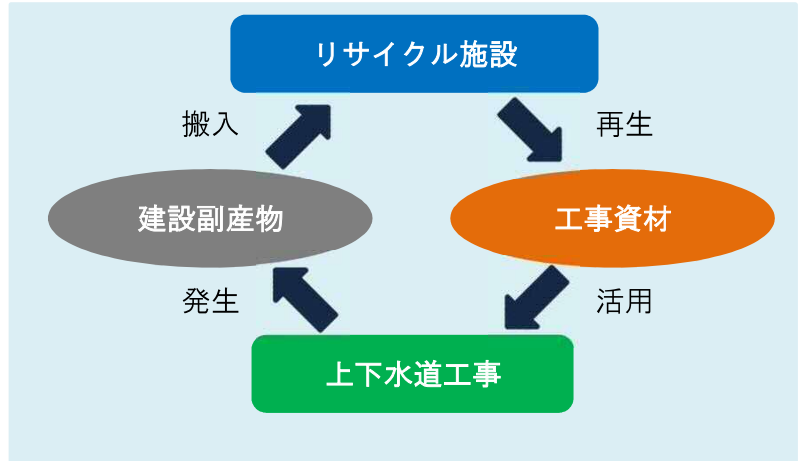 リサイクル施設
搬入
再生
建設副産物
工事資材
発生
活用
上下水道工事